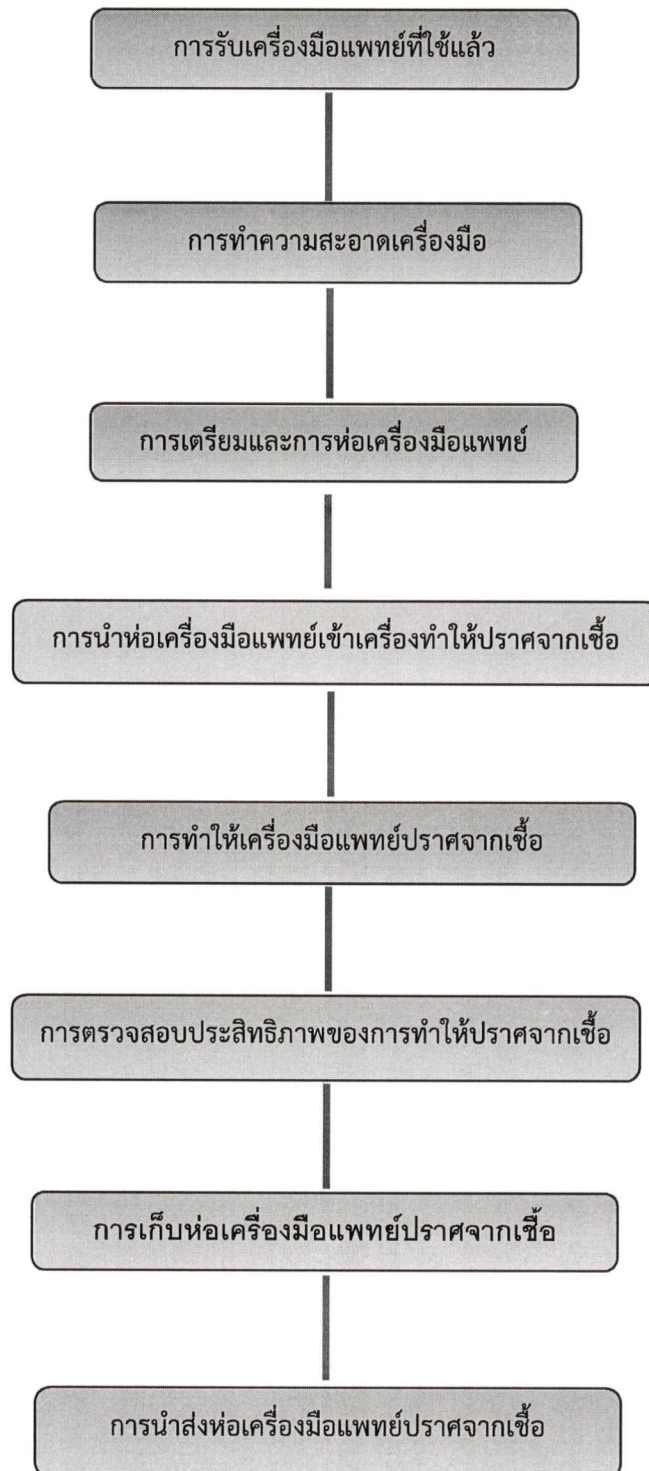 การรับเครื่องมือแพทย์ที่ใช้แล้ว
การทำความสะอาดเครื่องมือ
การเตรียมและการห่อเครื่องมือแพทย์
การนำห่อเครื่องมือแพทย์เข้าเครื่องทำให้ปราศจากเชื้อ
การทำให้เครื่องมือแพทย์ปราศจากเชื้อ
การตรวจสอบประสิทธิภาพของการทำให้ปราศจากเชื้อ
การเก็บห่อเครื่องมือแพทย์ปราศจากเชื้อ
การนำส่งห่อเครื่องมือแพทย์ปราศจากเชื้อ